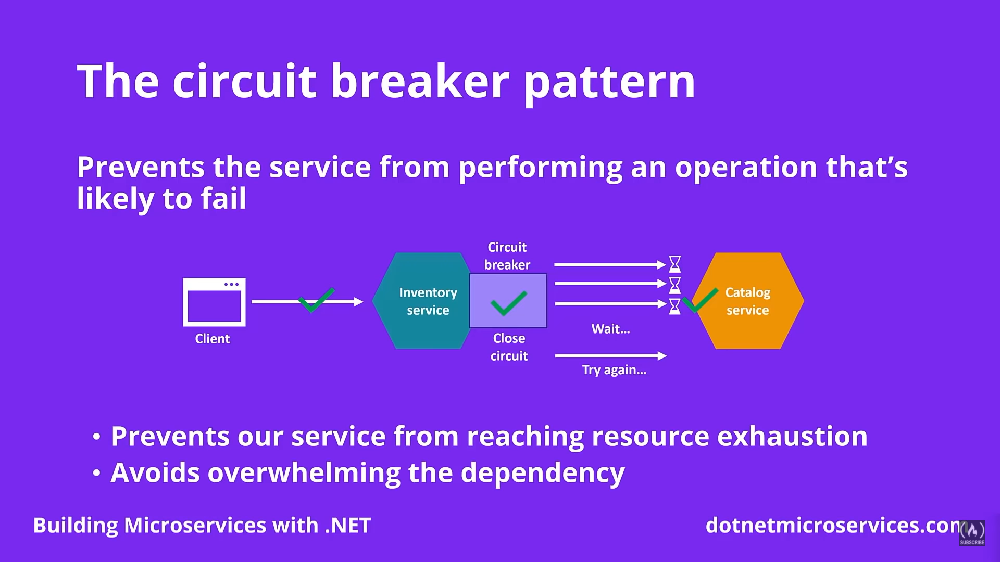 The circuit breaker pattern
Prevents the service from performing an operation that’s
likely to fail
Circuit
breaker
Inventory
service
Catalog
service
Client
Close
circuit
Wait...
Try again...
• Prevents our service from reaching resource exhaustion
• Avoids overwhelming the dependency
Building Microservices with .NET
dotnetmicroservices.com
SUBSCRIBE